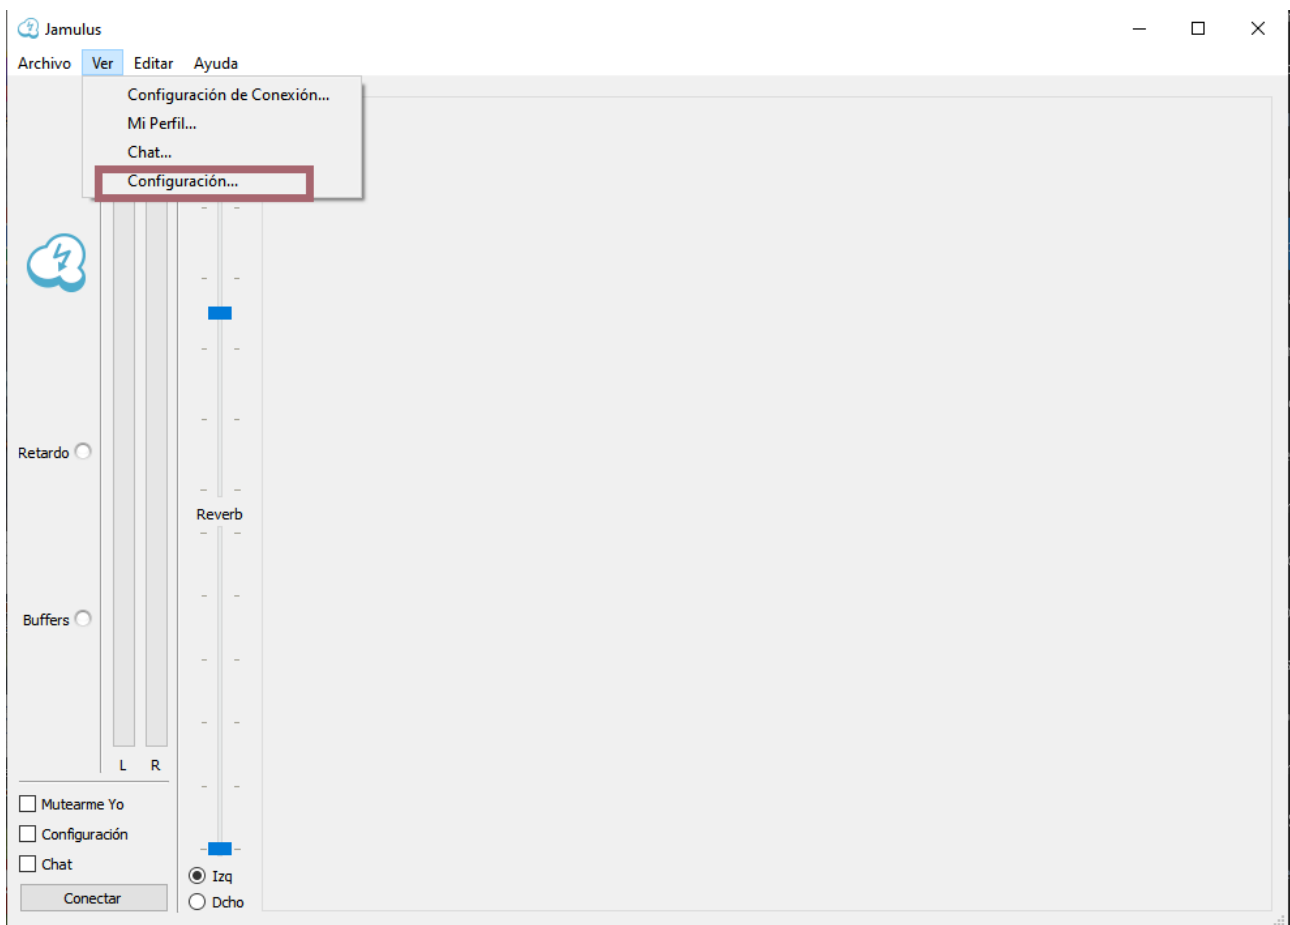 Jamulus
Archivo Ver Editar Ayuda
Configuración de Conexión...
Mi Perfil...
Chat...
Configuración...
Retardo
Reverb
Buffers
L R
Mutearme Yo
Configuración
Chat
Conectar
Izq
Dcho